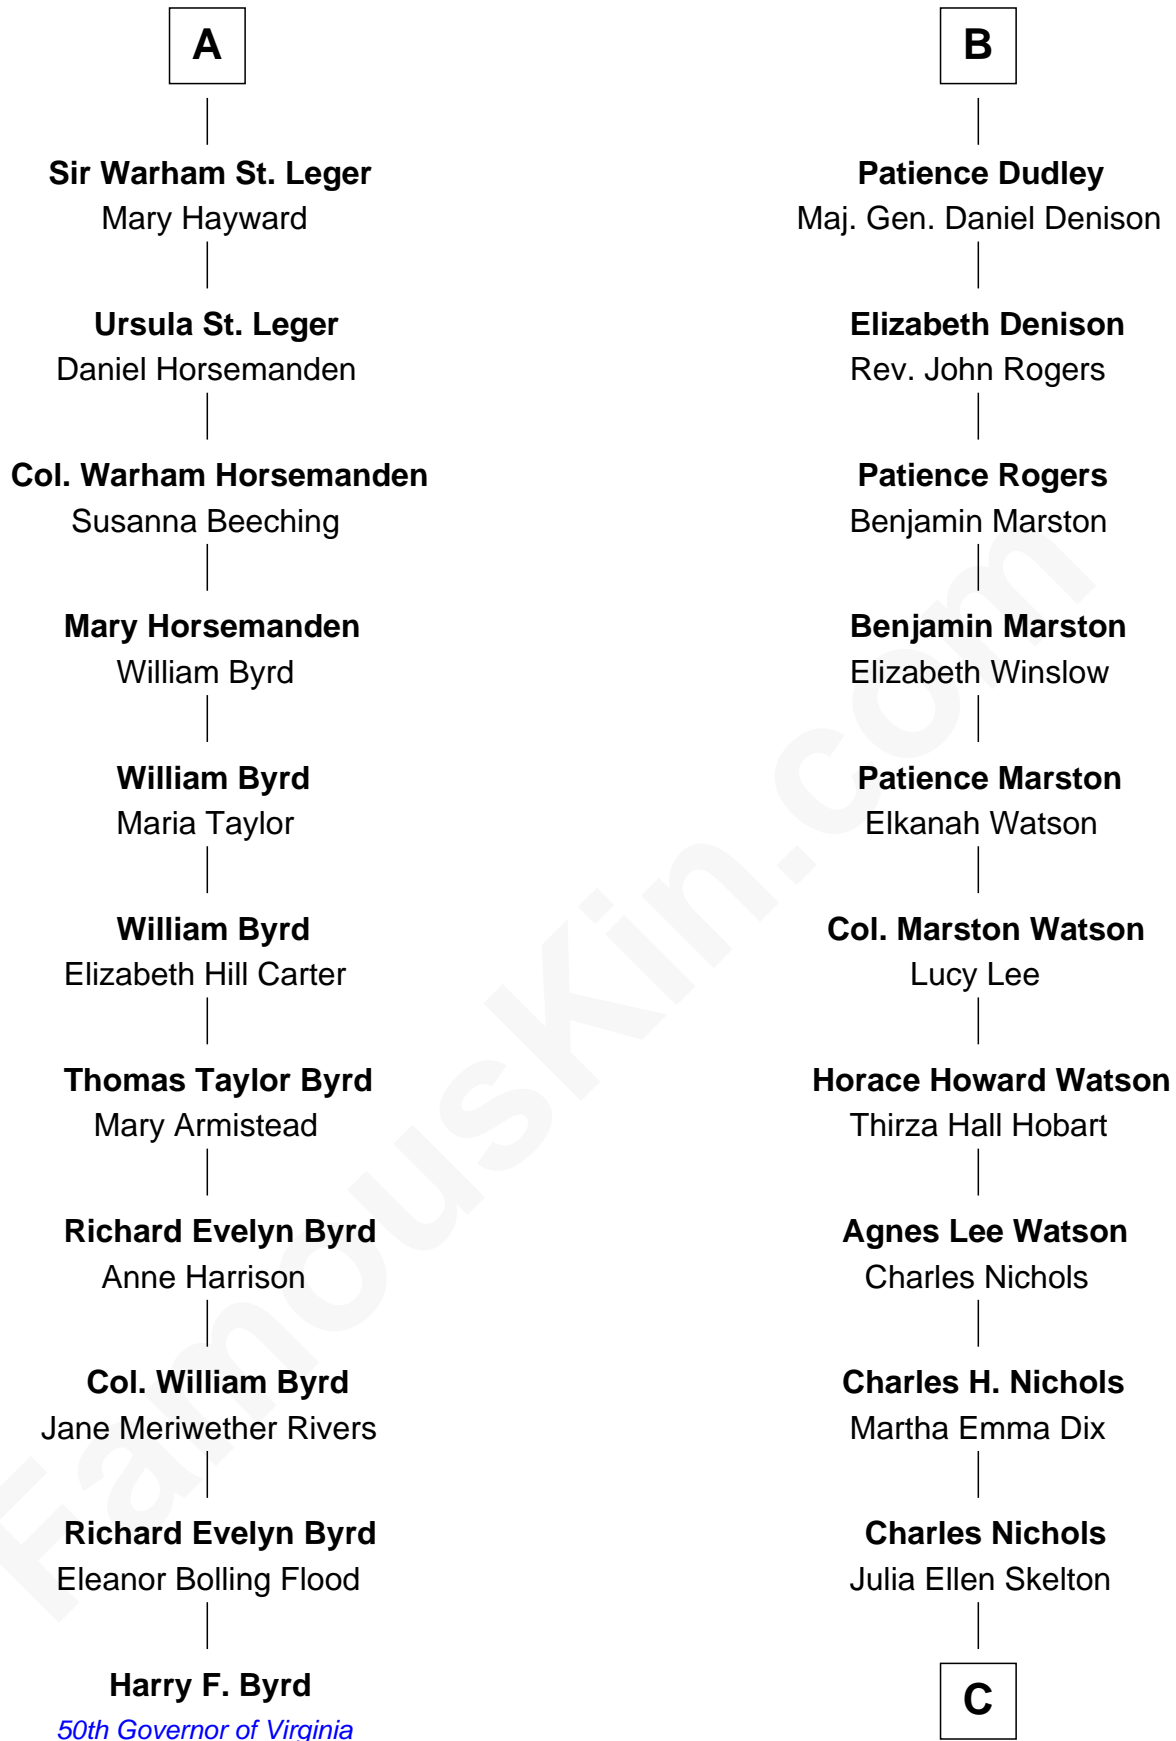 A
Sir Warham St. Leger
Mary Hayward
Ursula St. Leger
Daniel Horsemanden
Col. Warham Horsemanden
Susanna Beeching
Mary Horsemanden
William Byrd
William Byrd
Maria Taylor
William Byrd
Elizabeth Hill Carter
Thomas Taylor Byrd
Mary Armistead
Richard Evelyn Byrd
Anne Harrison
Col. William Byrd
Jane Meriwether Rivers
Richard Evelyn Byrd
Eleanor Bolling Flood
Harry F. Byrd
50th Governor of Virginia
B
Patience Dudley
Maj. Gen. Daniel Denison
Elizabeth Denison
Rev. John Rogers
Patience Rogers
Benjamin Marston
Benjamin Marston
Elizabeth Winslow
Patience Marston
Elkanah Watson
Col. Marston Watson
Lucy Lee
Horace Howard Watson
Thirza Hall Hobart
Agnes Lee Watson
Charles Nichols
Charles H. Nichols
Martha Emma Dix
Charles Nichols
Julia Ellen Skelton
C
FamousKin.com